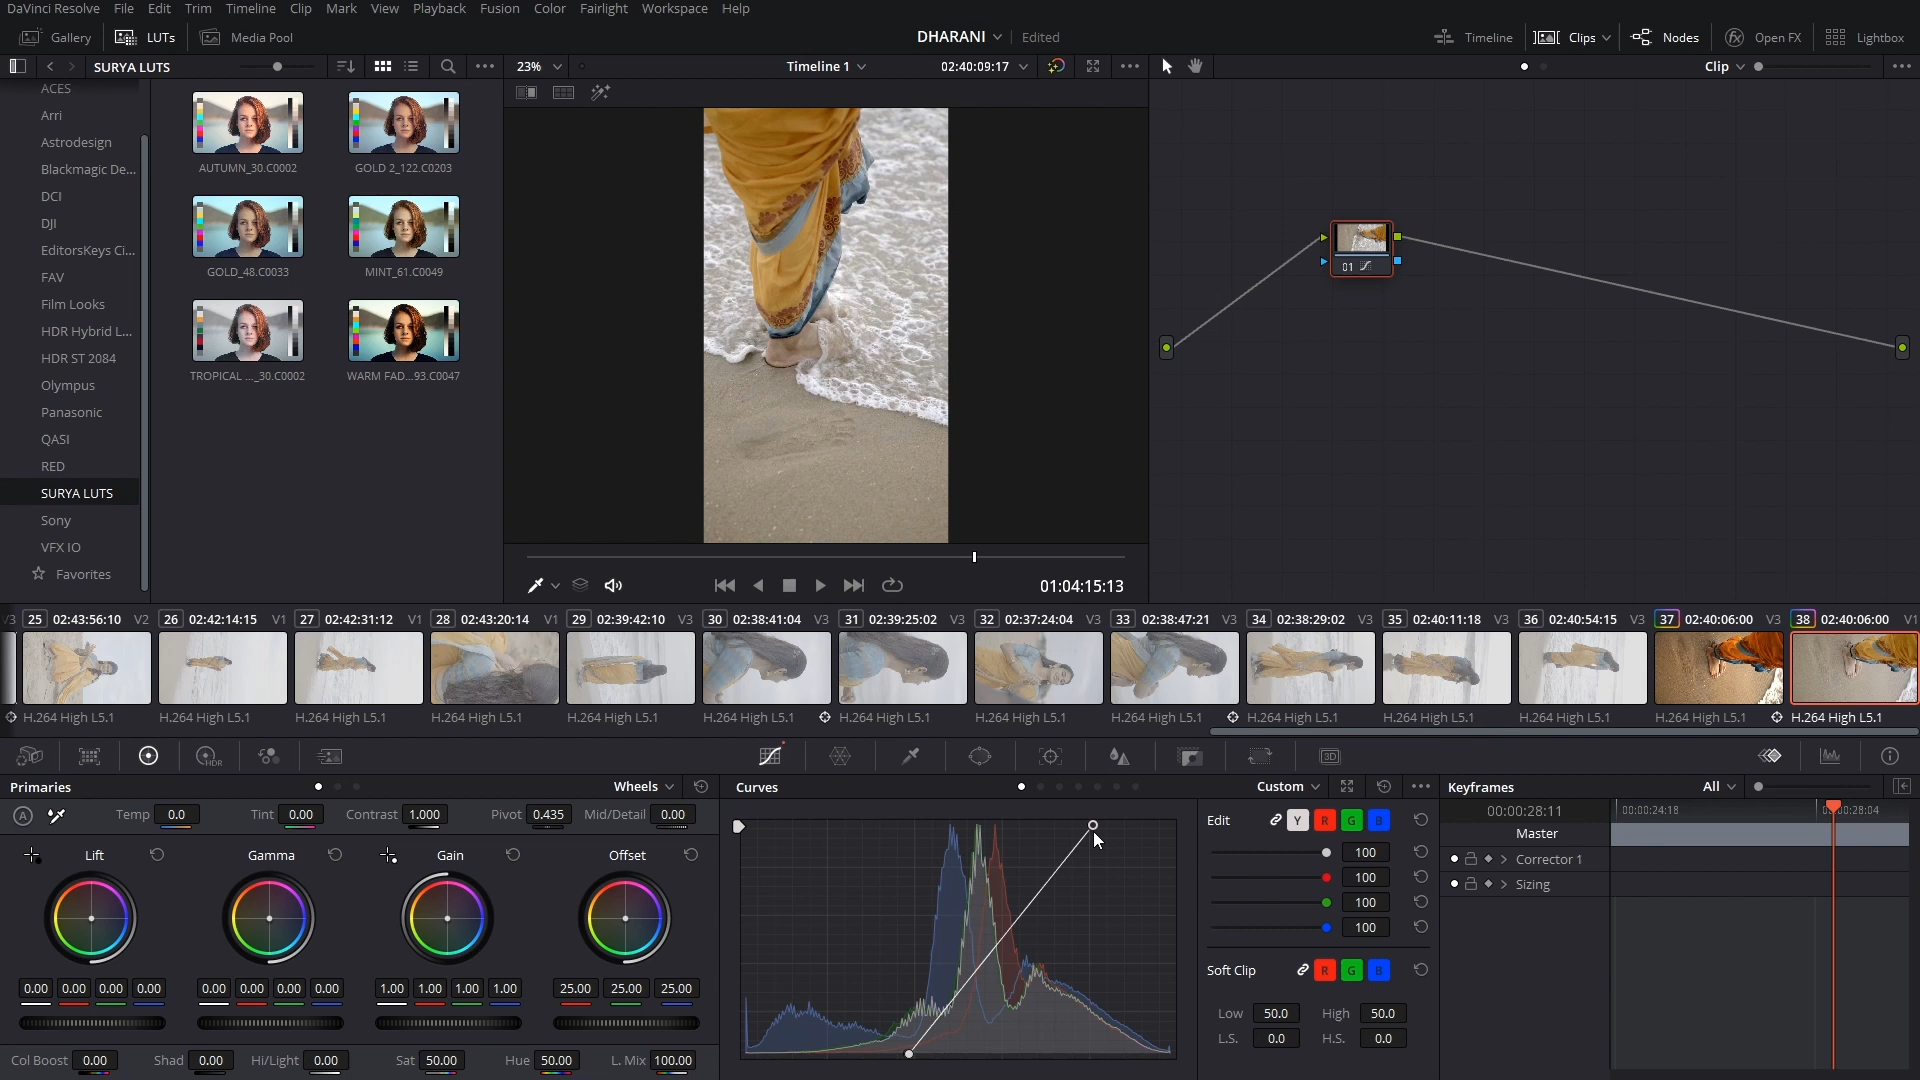 DaVinci Resolve File Edit Trim Timeline Clip Mark View Playback Fusion Color Fairlight Workspace Help
Gallery LUTs Media Pool DHARANI Edited Timeline Clips Nodes Open FX Lightbox
SURYA LUTS 23% Timeline 1 02:40:09:17 Clip
ACES
Arri
Astrodesign
Blackmagic De...
DCI
DJI
EditorsKeys Ci...
FAV
Film Looks
HDR Hybrid L...
HDR ST 2084
Olympus
Panasonic
QASI
RED
SURYA LUTS
Sony
VFX IO
Favorites
AUTUMN_30.C0002 GOLD 2_122.C0203
GOLD_48.C0033 MINT_61.C0049
TROPICAL ..._30.C0002 WARM FAD...93.C0047
01
01:04:15:13
V3 25 02:43:56:10 V2 26 02:42:14:15 V1 27 02:42:31:12 V1 28 02:43:20:14 V1 29 02:39:42:10 V3 30 02:38:41:04 V3 31 02:39:25:02 V3 32 02:37:24:04 V3 33 02:38:47:21 V3 34 02:38:29:02 V3 35 02:40:11:18 V3 36 02:40:54:15 V3 37 02:40:06:00 V3 38 02:40:06:00 V1
H.264 High L5.1 H.264 High L5.1 H.264 High L5.1 H.264 High L5.1 H.264 High L5.1 H.264 High L5.1 H.264 High L5.1 H.264 High L5.1 H.264 High L5.1 H.264 High L5.1 H.264 High L5.1 H.264 High L5.1 H.264 High L5.1 H.264 High L5.1
HDR 3D
Primaries Wheels
A Temp 0.0 Tint 0.00 Contrast 1.000 Pivot 0.435 Mid/Detail 0.00
Lift Gamma Gain Offset
0.00 0.00 0.00 0.00 0.00 0.00 0.00 0.00 1.00 1.00 1.00 1.00 25.00 25.00 25.00
Col Boost 0.00 Shad 0.00 Hi/Light 0.00 Sat 50.00 Hue 50.00 L. Mix 100.00
Curves Custom
Edit Y R G B
100
100
100
100
Soft Clip R G B
Low 50.0 High 50.0
L.S. 0.0 H.S. 0.0
Keyframes All
00:00:28:11 00:00:24:18
Master
Corrector 1
Sizing